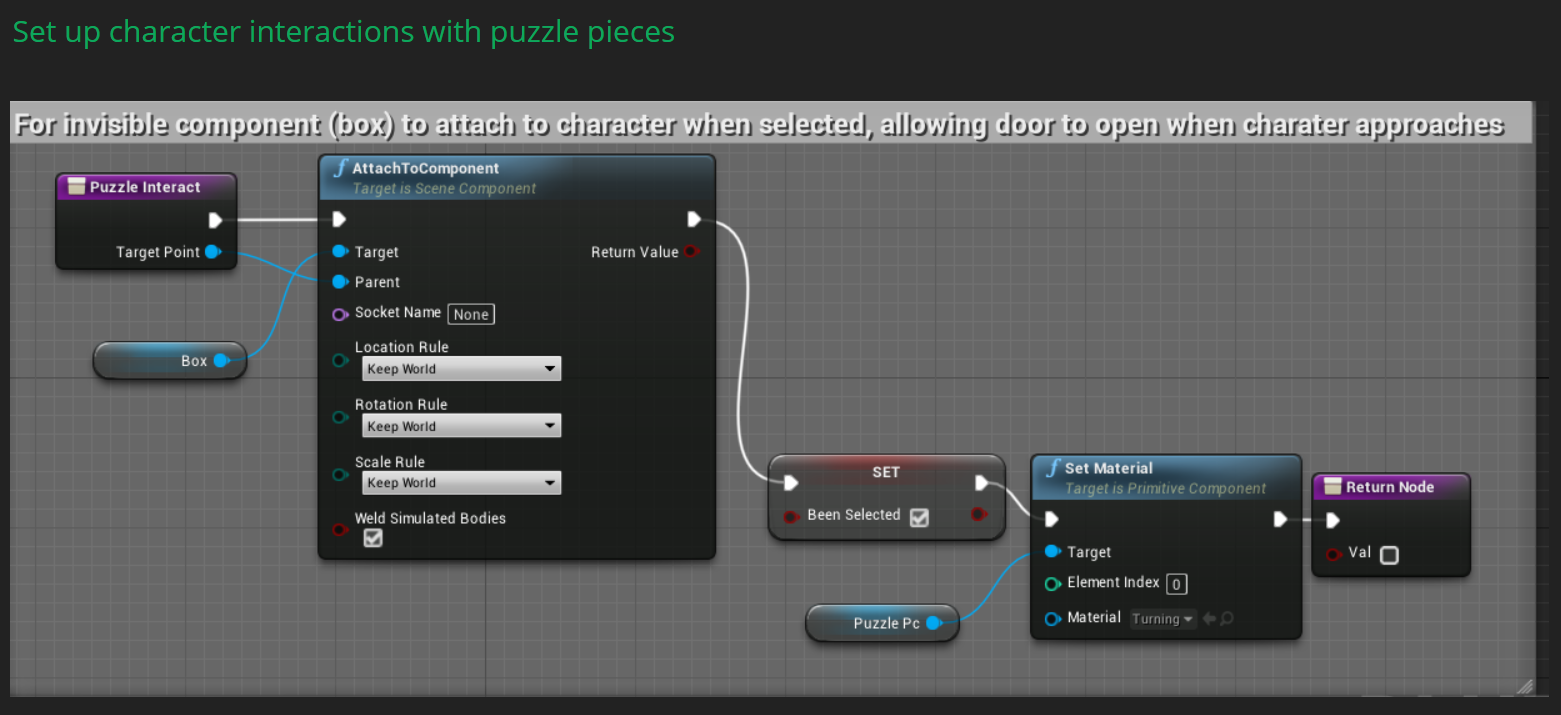 Set up character interactions with puzzle pieces
For invisible component (box) to attach to character when selected, allowing door to open when charater approaches
Puzzle Interact
Target Point
Box
AttachToComponent
Target is Scene Component
Target
Return Value
Parent
Socket Name None
Location Rule
Keep World
Rotation Rule
Keep World
Scale Rule
Keep World
Weld Simulated Bodies
SET
Been Selected
Puzzle Pc
Set Material
Target is Primitive Component
Target
Element Index 0
Material Turning
Return Node
Val